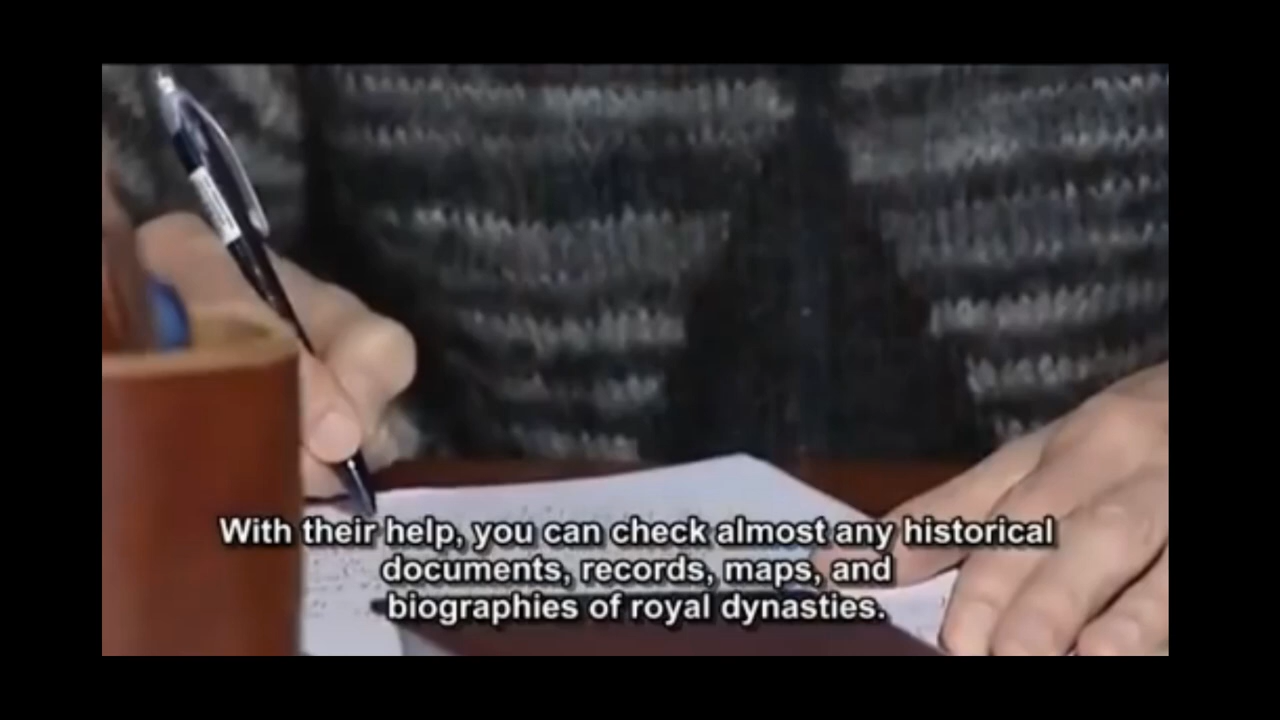 With their help, you can check almost any historical
documents, records, maps, and
biographies of royal dynasties.